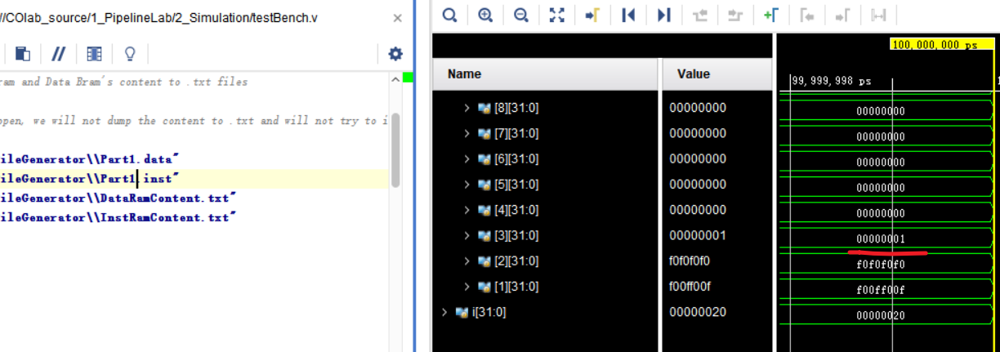 //COlab_source/1_PipelineLab/2_Simulation/testBench.v
ram and Data Bram's content to .txt files
open, we will not dump the content to .txt and will not try to i
ileGenerator\\Part1.data"
ileGenerator\\Part1.inst"
ileGenerator\\DataRamContent.txt"
ileGenerator\\InstRamContent.txt"
100,000,000 ps
Name Value 99,999,998 ps 1
[8][31:0] 00000000 00000000
[7][31:0] 00000000 00000000
[6][31:0] 00000000 00000000
[5][31:0] 00000000 00000000
[4][31:0] 00000000 00000000
[3][31:0] 00000001 00000001
[2][31:0] f0f0f0f0 f0f0f0f0
[1][31:0] f00ff00f f00ff00f
i[31:0] 00000020 00000020